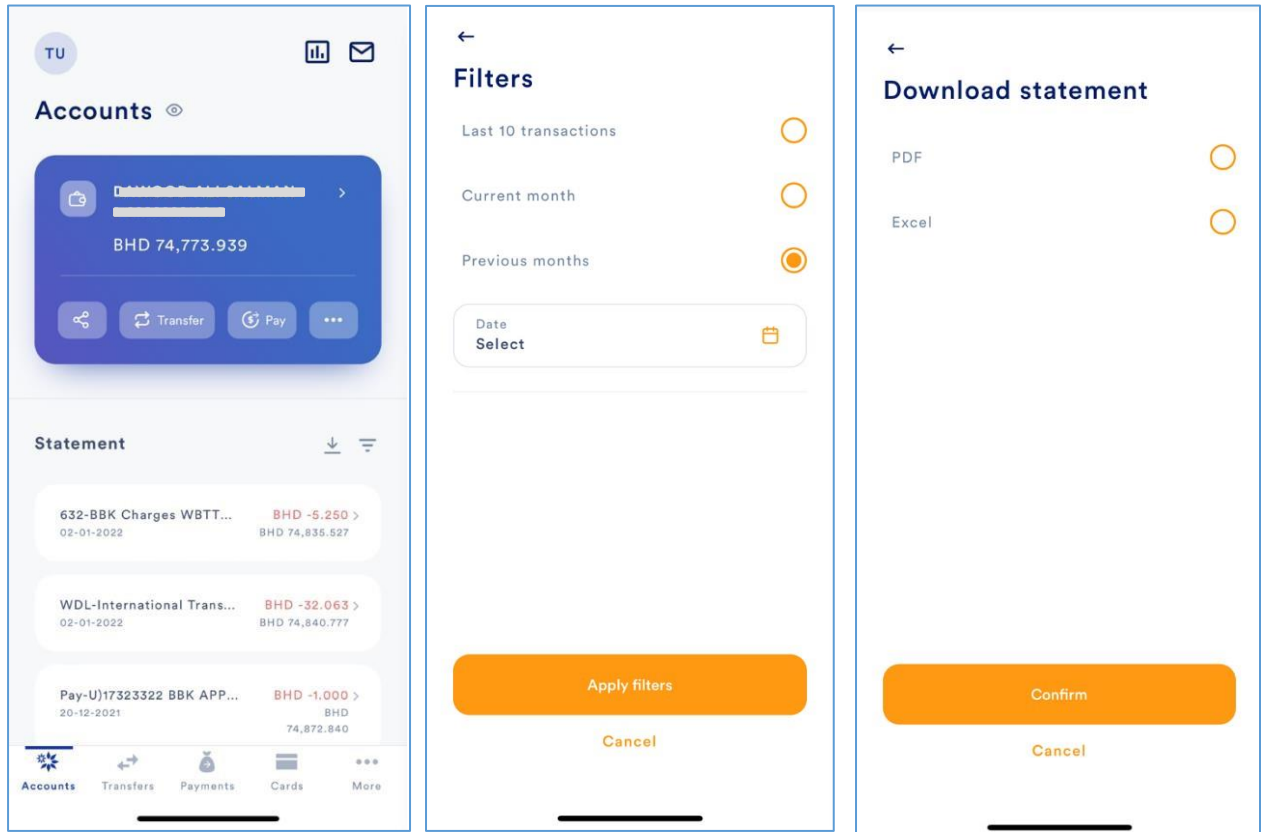 TU
Accounts
BHD 74,773.939
Transfer
Pay
Statement
632-BBK Charges WBTT... BHD -5.250
02-01-2022 BHD 74,835.527
WDL-International Trans... BHD -32.063
02-01-2022 BHD 74,840.777
Pay-U)17323322 BBK APP... BHD -1.000
20-12-2021 BHD
74,872.840
Accounts Transfers Payments Cards More
Filters
Last 10 transactions
Current month
Previous months
Date
Select
Apply filters
Cancel
Download statement
PDF
Excel
Confirm
Cancel